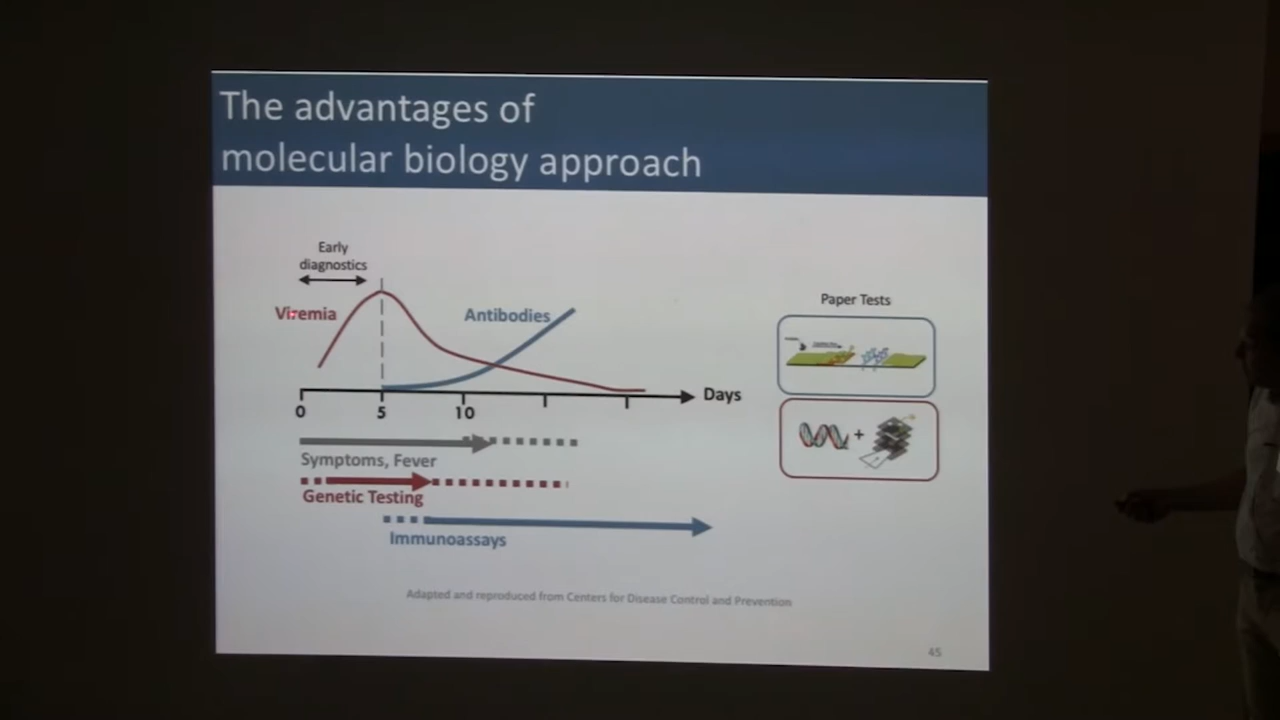 The advantages of
molecular biology approach
Early
diagnostics
Viremia
Antibodies
Paper Tests
Days
0 5 10
+
Symptoms, Fever
Genetic Testing
Immunoassays
Adapted and reproduced from Centers for Disease Control and Prevention
45